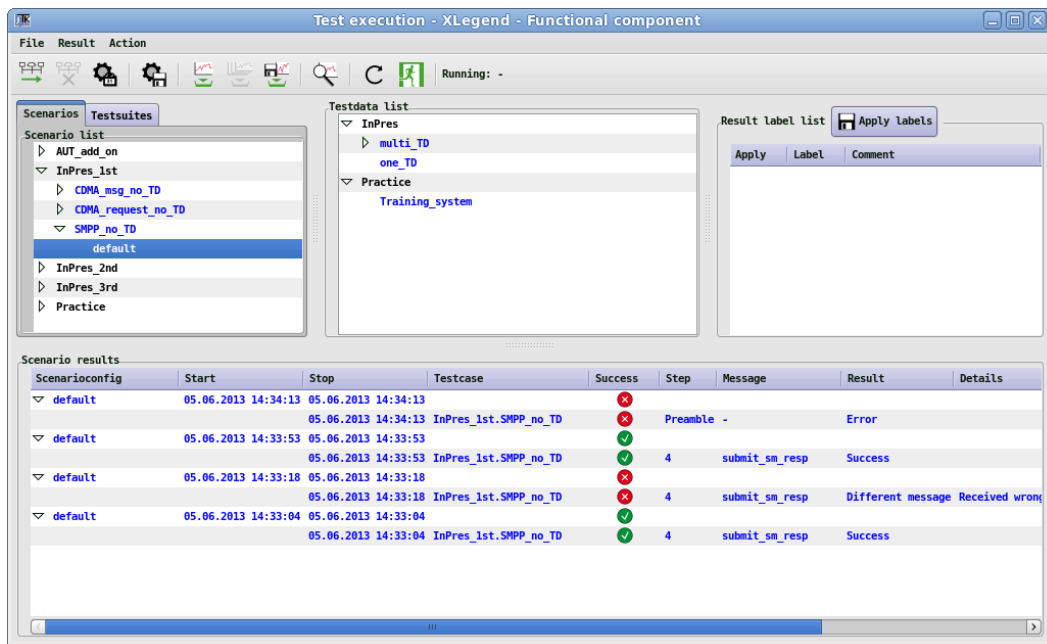 Test execution - XLegend - Functional component
File Result Action
Running: -
Scenarios Testsuites
Scenario list
AUT_add_on
InPres_1st
CDMA_msg_no_TD
CDMA_request_no_TD
SMPP_no_TD
default
InPres_2nd
InPres_3rd
Practice
Testdata list
InPres
multi_TD
one_TD
Practice
Training_system
Result label list Apply labels
Apply Label Comment
Scenario results
Scenarioconfig Start Stop Testcase Success Step Message Result Details
default 05.06.2013 14:34:13 05.06.2013 14:34:13
05.06.2013 14:34:13 InPres_1st.SMPP_no_TD Preamble - Error
default 05.06.2013 14:33:53 05.06.2013 14:33:53
05.06.2013 14:33:53 InPres_1st.SMPP_no_TD 4 submit_sm_resp Success
default 05.06.2013 14:33:18 05.06.2013 14:33:18
05.06.2013 14:33:18 InPres_1st.SMPP_no_TD 4 submit_sm_resp Different message Received wrong
default 05.06.2013 14:33:04 05.06.2013 14:33:04
05.06.2013 14:33:04 InPres_1st.SMPP_no_TD 4 submit_sm_resp Success